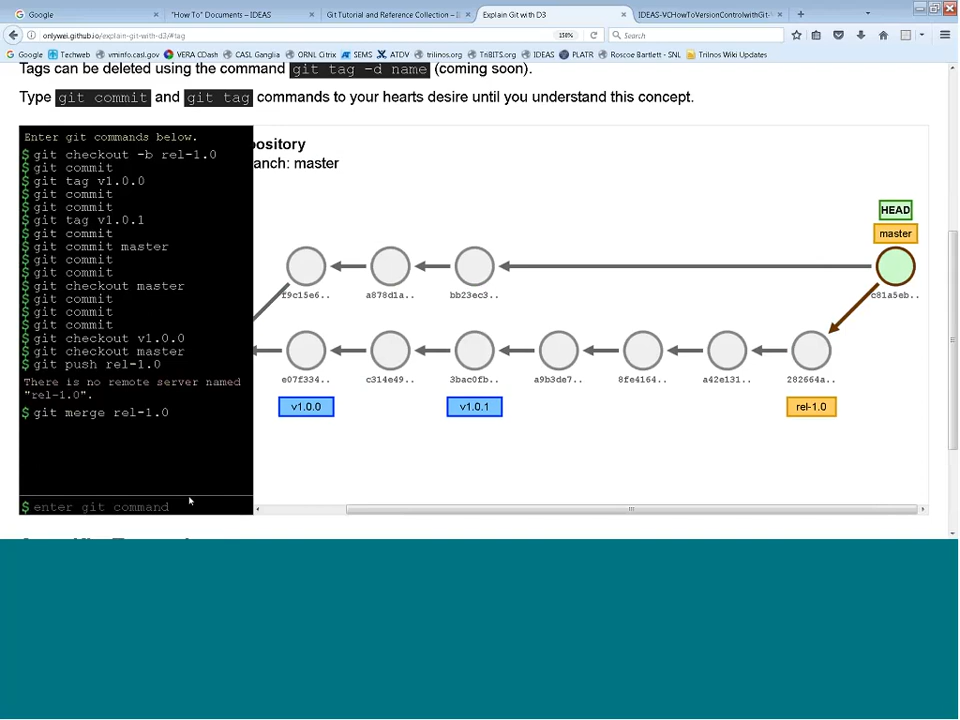 Google
"How To" Documents – IDEAS
Git Tutorial and Reference Collection – I
Explain Git with D3
IDEAS-VCHowToVersionControlwithGit-
onlywei.github.io/explain-git-with-d3/#tag
150%
Search
Google Techweb vminfo.casl.gov VERA CDash CASL Ganglia ORNL Citrix SEMS ATDV trilinos.org TriBITS.org IDEAS PLATR Roscoe Bartlett - SNL Trilnos Wiki Updates
Tags can be deleted using the command git tag -d name (coming soon).
Type git commit and git tag commands to your hearts desire until you understand this concept.
Enter git commands below.
$ git checkout -b rel-1.0
$ git commit
$ git tag v1.0.0
$ git commit
$ git commit
$ git tag v1.0.1
$ git commit
$ git commit master
$ git commit
$ git commit
$ git checkout master
$ git commit
$ git commit
$ git commit
$ git checkout v1.0.0
$ git checkout master
$ git push rel-1.0
There is no remote server named
"rel-1.0".
$ git merge rel-1.0
$ enter git command
pository
anch: master
HEAD
master
f9c15e6.. a878d1a.. bb23ec3.. c81a5eb..
e07f334.. c314e49.. 3bac0fb.. a9b3de7.. 8fe4164.. a42e131.. 282664a..
v1.0.0 v1.0.1 rel-1.0